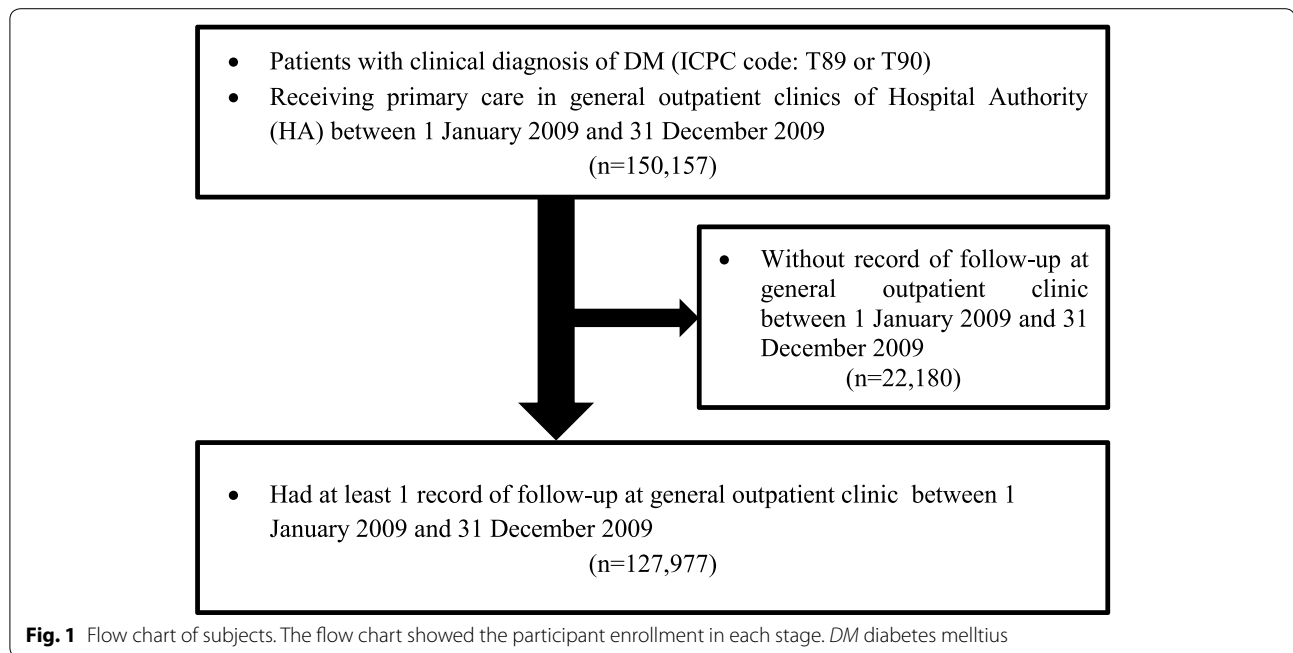 • Patients with clinical diagnosis of DM (ICPC code: T89 or T90)
• Receiving primary care in general outpatient clinics of Hospital Authority
(HA) between 1 January 2009 and 31 December 2009
(n=150,157)
• Without record of follow-up at
general outpatient clinic
between 1 January 2009 and 31
December 2009
(n=22,180)
• Had at least 1 record of follow-up at general outpatient clinic between 1
January 2009 and 31 December 2009
(n=127,977)
Fig. 1 Flow chart of subjects. The flow chart showed the participant enrollment in each stage. DM diabetes melltius